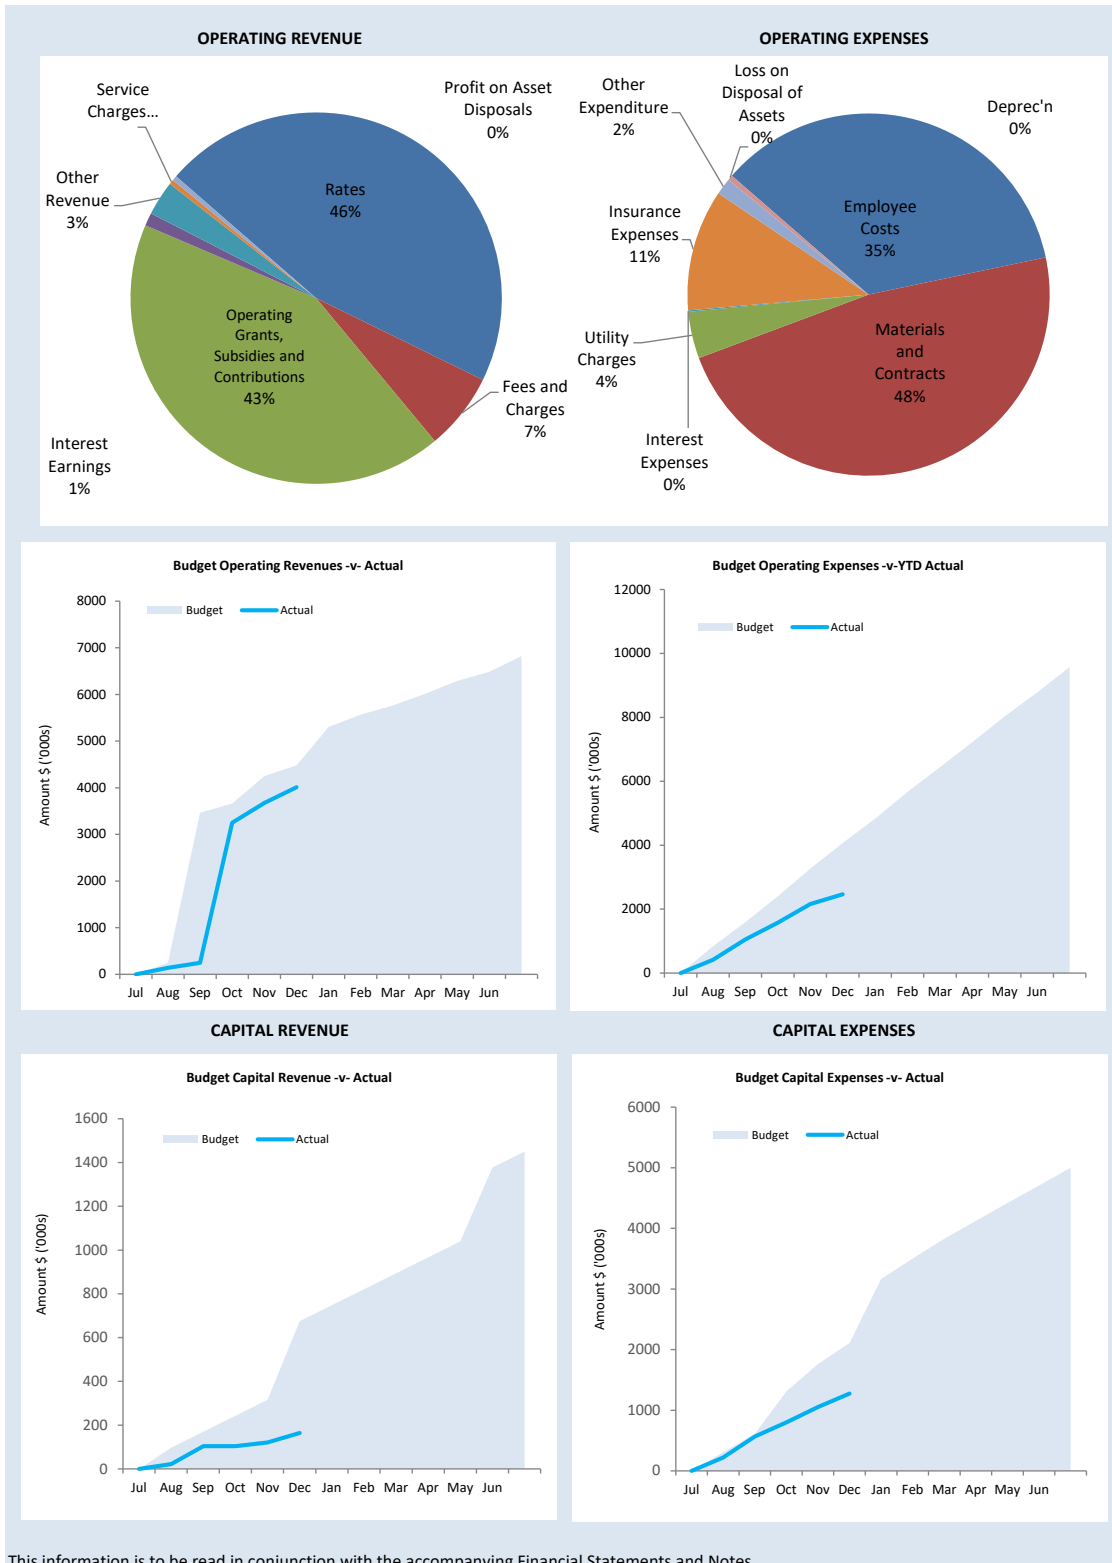 OPERATING REVENUE
OPERATING EXPENSES
Service
Charges...
Profit on Asset
Disposals
0%
Other
Revenue
3%
Rates
46%
Operating
Grants,
Subsidies and
Contributions
43%
Fees and
Charges
7%
Interest
Earnings
1%
Other
Expenditure
2%
Loss on
Disposal of
Assets
0%
Deprec'n
0%
Insurance
Expenses
11%
Employee
Costs
35%
Materials
and
Contracts
48%
Utility
Charges
4%
Interest
Expenses
0%
Budget Operating Revenues -v- Actual
Budget
Actual
Amount $ ('000s)
8000
7000
6000
5000
4000
3000
2000
1000
0
Jul Aug Sep Oct Nov Dec Jan Feb Mar Apr May Jun
Budget Operating Expenses -v-YTD Actual
Budget
Actual
Amount $ ('000s)
12000
10000
8000
6000
4000
2000
0
Jul Aug Sep Oct Nov Dec Jan Feb Mar Apr May Jun
CAPITAL REVENUE
CAPITAL EXPENSES
Budget Capital Revenue -v- Actual
Budget
Actual
Amount $ ('000s)
1600
1400
1200
1000
800
600
400
200
0
Jul Aug Sep Oct Nov Dec Jan Feb Mar Apr May Jun
Budget Capital Expenses -v- Actual
Budget
Actual
Amount $ ('000s)
6000
5000
4000
3000
2000
1000
0
Jul Aug Sep Oct Nov Dec Jan Feb Mar Apr May Jun
This information is to be read in conjunction with the accompanying Financial Statements and Notes